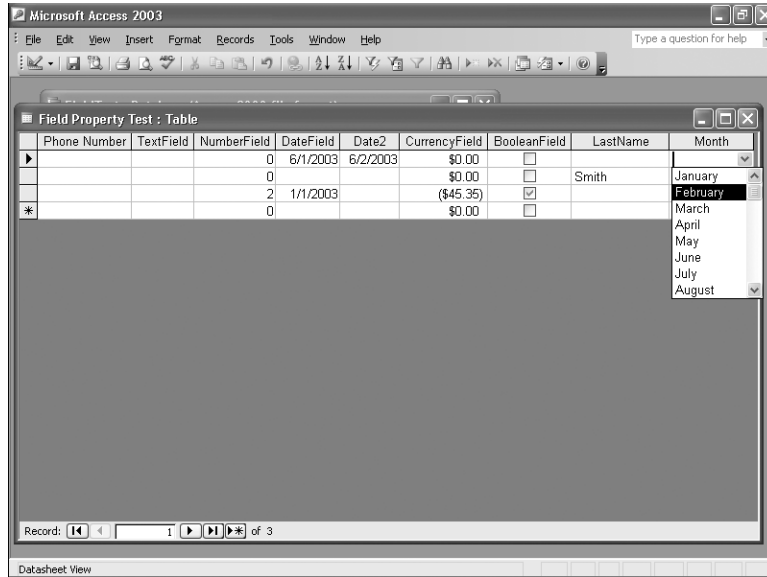 Microsoft Access 2003
File Edit View Insert Format Records Tools Window Help
Type a question for help
Field Property Test : Table
Phone Number TextField NumberField DateField Date2 CurrencyField BooleanField LastName Month
0 6/1/2003 6/2/2003 $0.00
0 $0.00 Smith
2 1/1/2003 ($45.35)
0 $0.00
January
February
March
April
May
June
July
August
Record: 1 of 3
Datasheet View